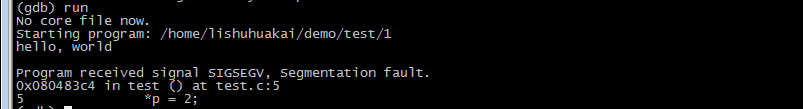 (gdb) run
No core file now.
Starting program: /home/lishuhuakai/demo/test/1
hello, world
Program received signal SIGSEGV, Segmentation fault.
0x080483c4 in test () at test.c:5
5 *p = 2;
(gdb)